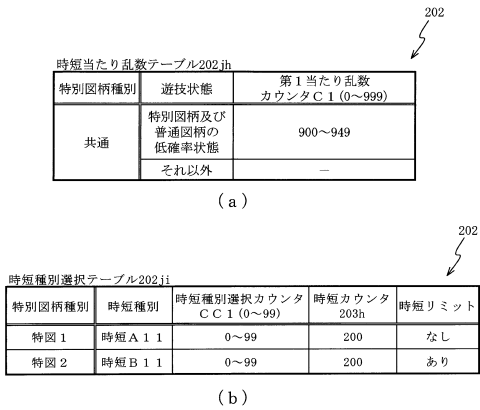 202
時短当たり乱数テーブル202jh
特別図柄種別 遊技状態 第1当たり乱数
カウンタC1(0~999)
共通 特別図柄及び
普通図柄の
低確率状態 900~949
それ以外 —
(a)
202
時短種別選択テーブル202ji
特別図柄種別 時短種別 時短種別選択カウンタ
CC1(0~99) 時短カウンタ
203h 時短リミット
特図1 時短A11 0~99 200 なし
特図2 時短B11 0~99 200 あり
(b)